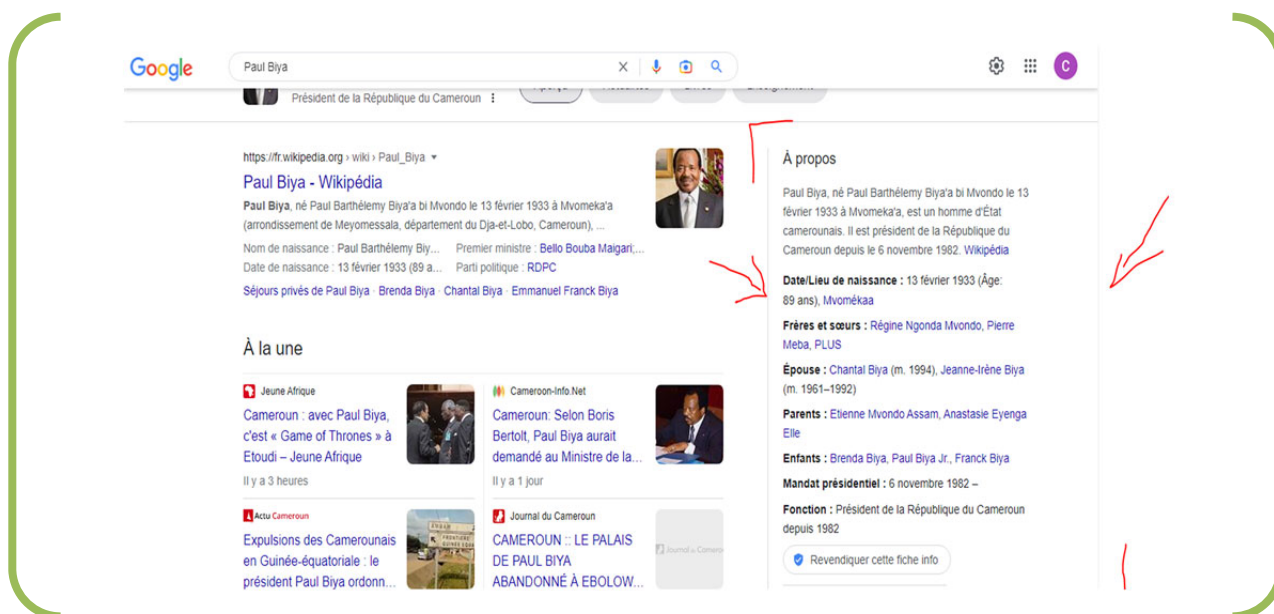 Google
Paul Biya
Président de la République du Cameroun
https://fr.wikipedia.org › wiki › Paul_Biya
Paul Biya - Wikipédia
Paul Biya, né Paul Barthélemy Biya'a bi Mvondo le 13 février 1933 à Mvomeka'a
(arrondissement de Meyomessala, département du Dja-et-Lobo, Cameroun), ...
Nom de naissance : Paul Barthélemy Biy... Premier ministre : Bello Bouba Maigari;...
Date de naissance : 13 février 1933 (89 a... Parti politique : RDPC
Séjours privés de Paul Biya · Brenda Biya · Chantal Biya · Emmanuel Franck Biya
À la une
Jeune Afrique
Cameroun : avec Paul Biya,
c'est « Game of Thrones » à
Etoudi – Jeune Afrique
Il y a 3 heures
Cameroon-Info.Net
Cameroun: Selon Boris
Bertolt, Paul Biya aurait
demandé au Ministre de la...
Il y a 1 jour
Actu Cameroun
Expulsions des Camerounais
en Guinée-équatoriale : le
président Paul Biya ordonn...
Journal du Cameroun
CAMEROUN :: LE PALAIS
DE PAUL BIYA
ABANDONNÉ À EBOLOW...
C
À propos
Paul Biya, né Paul Barthélemy Biya'a bi Mvondo le 13
février 1933 à Mvomeka'a, est un homme d'État
camerounais. Il est président de la République du
Cameroun depuis le 6 novembre 1982. Wikipédia
Date/Lieu de naissance : 13 février 1933 (Âge:
89 ans), Mvomékaa
Frères et sœurs : Régine Ngonda Mvondo, Pierre
Meba, PLUS
Épouse : Chantal Biya (m. 1994), Jeanne-Irène Biya
(m. 1961–1992)
Parents : Etienne Mvondo Assam, Anastasie Eyenga
Elle
Enfants : Brenda Biya, Paul Biya Jr., Franck Biya
Mandat présidentiel : 6 novembre 1982 –
Fonction : Président de la République du Cameroun
depuis 1982
Revendiquer cette fiche info